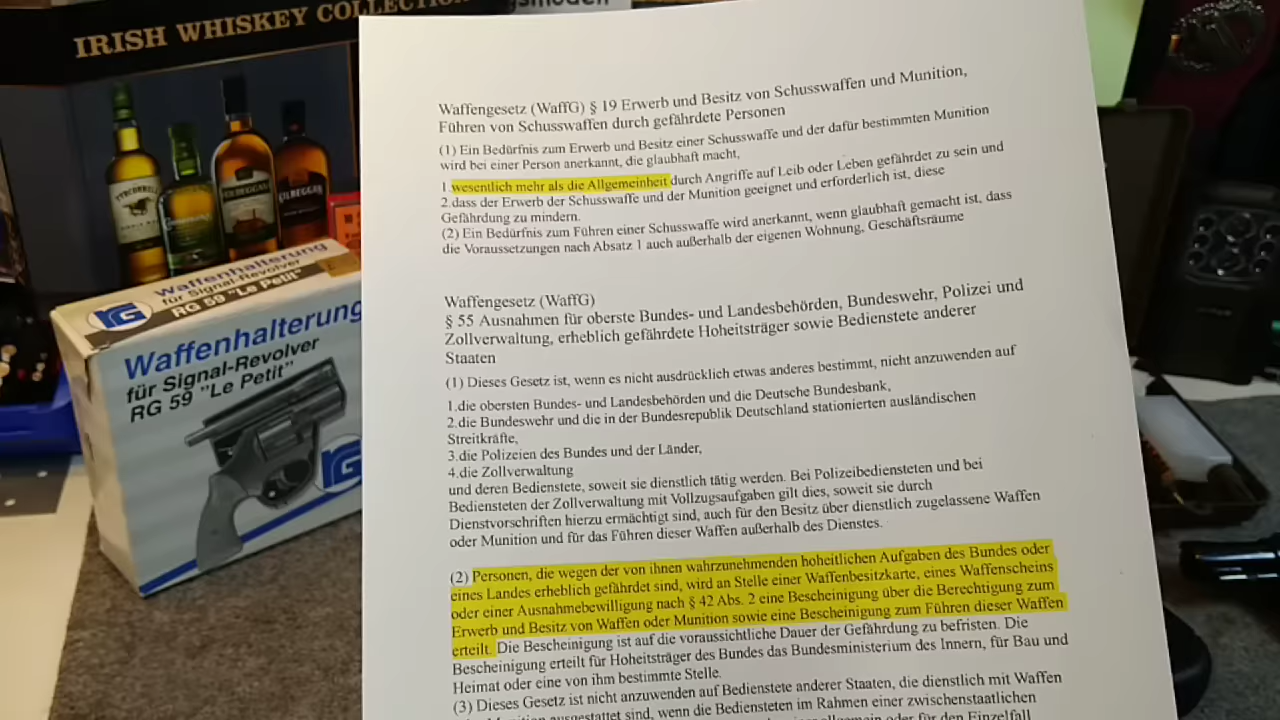 IRISH WHISKEY COLLECTION
TYRCONNELL
KILBEGGAN
KILBEGGAN
Waffenhalterung
für Signal-Revolver
RG 59 "Le Petit"
RG
Waffenhalterung
für Signal-Revolver
RG 59 "Le Petit"
Waffengesetz (WaffG) § 19 Erwerb und Besitz von Schusswaffen und Munition,
Führen von Schusswaffen durch gefährdete Personen
(1) Ein Bedürfnis zum Erwerb und Besitz einer Schusswaffe und der dafür bestimmten Munition
wird bei einer Person anerkannt, die glaubhaft macht,
1.wesentlich mehr als die Allgemeinheit durch Angriffe auf Leib oder Leben gefährdet zu sein und
2.dass der Erwerb der Schusswaffe und der Munition geeignet und erforderlich ist, diese
Gefährdung zu mindern.
(2) Ein Bedürfnis zum Führen einer Schusswaffe wird anerkannt, wenn glaubhaft gemacht ist, dass
die Voraussetzungen nach Absatz 1 auch außerhalb der eigenen Wohnung, Geschäftsräume
Waffengesetz (WaffG)
§ 55 Ausnahmen für oberste Bundes- und Landesbehörden, Bundeswehr, Polizei und
Zollverwaltung, erheblich gefährdete Hoheitsträger sowie Bedienstete anderer
Staaten
(1) Dieses Gesetz ist, wenn es nicht ausdrücklich etwas anderes bestimmt, nicht anzuwenden auf
1.die obersten Bundes- und Landesbehörden und die Deutsche Bundesbank,
2.die Bundeswehr und die in der Bundesrepublik Deutschland stationierten ausländischen
Streitkräfte,
3.die Polizeien des Bundes und der Länder,
4.die Zollverwaltung
und deren Bedienstete, soweit sie dienstlich tätig werden. Bei Polizeibediensteten und bei
Bediensteten der Zollverwaltung mit Vollzugsaufgaben gilt dies, soweit sie durch
Dienstvorschriften hierzu ermächtigt sind, auch für den Besitz über dienstlich zugelassene Waffen
oder Munition und für das Führen dieser Waffen außerhalb des Dienstes.
(2) Personen, die wegen der von ihnen wahrzunehmenden hoheitlichen Aufgaben des Bundes oder
eines Landes erheblich gefährdet sind, wird an Stelle einer Waffenbesitzkarte, eines Waffenscheins
oder einer Ausnahmebewilligung nach § 42 Abs. 2 eine Bescheinigung über die Berechtigung zum
Erwerb und Besitz von Waffen oder Munition sowie eine Bescheinigung zum Führen dieser Waffen
erteilt. Die Bescheinigung ist auf die voraussichtliche Dauer der Gefährdung zu befristen. Die
Bescheinigung erteilt für Hoheitsträger des Bundes das Bundesministerium des Innern, für Bau und
Heimat oder eine von ihm bestimmte Stelle.
(3) Dieses Gesetz ist nicht anzuwenden auf Bedienstete anderer Staaten, die dienstlich mit Waffen
ausgestattet sind, wenn die Bediensteten im Rahmen einer zwischenstaatlichen
oder für den Einzelfall